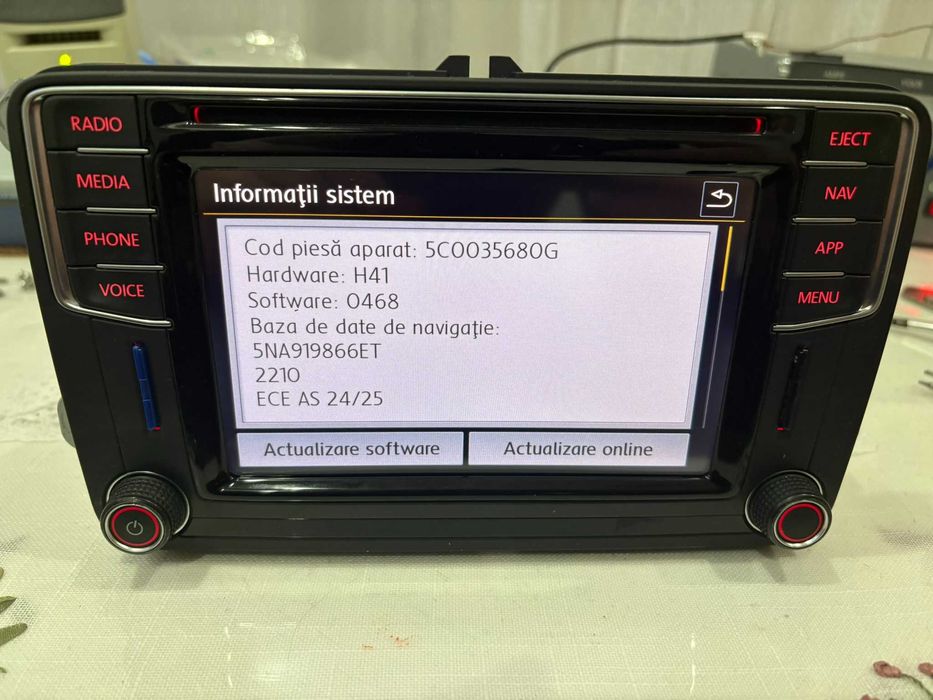 RADIO
MEDIA
PHONE
VOICE
EJECT
NAV
APP
MENU
Informaţii sistem
Cod piesă aparat: 5C0035680G
Hardware: H41
Software: 0468
Baza de date de navigaţie:
5NA919866ET
2210
ECE AS 24/25
Actualizare software
Actualizare online